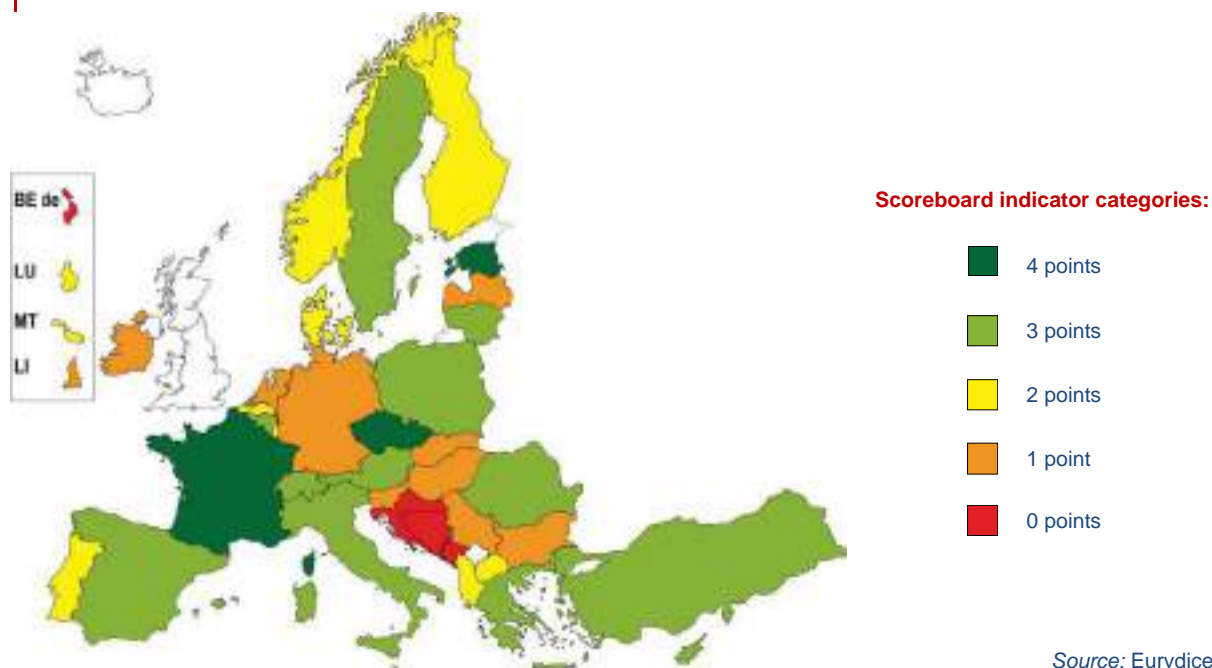 BE de
LU
MT
LI
Scoreboard indicator categories:
4 points
3 points
2 points
1 point
0 points
Source: Eurydice